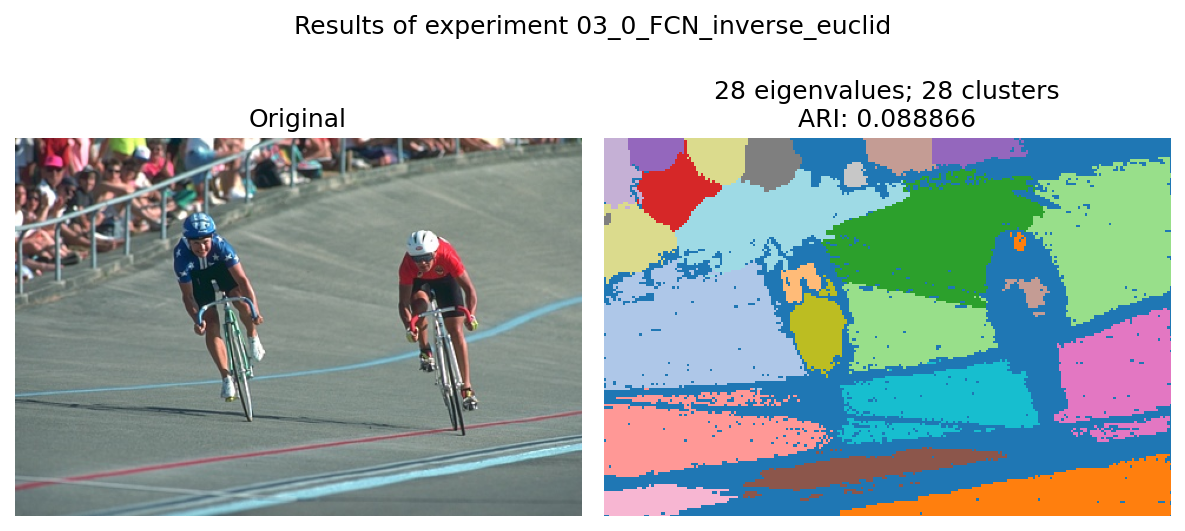 Results of experiment 03_0_FCN_inverse_euclid
Original
28 eigenvalues; 28 clusters
ARI: 0.088866